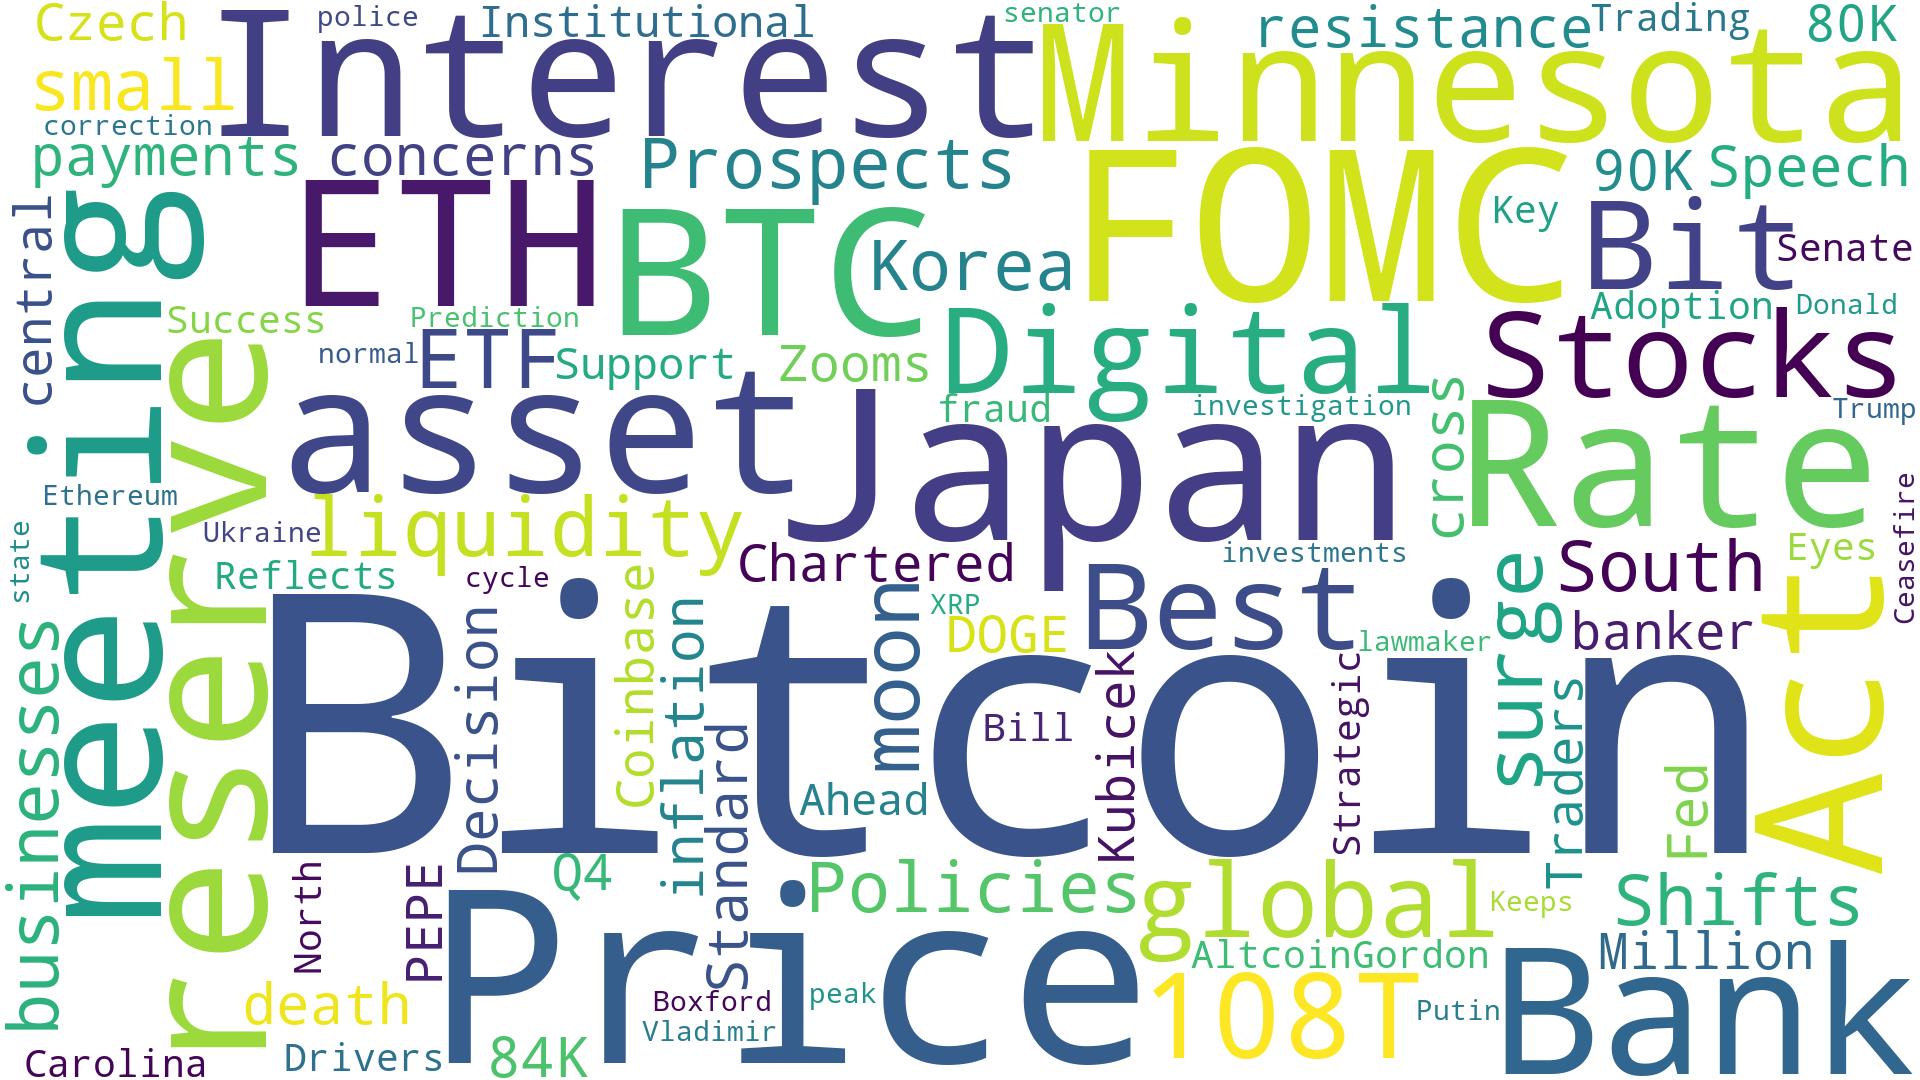 Czech
police
Institutional
senator
resistance
Trading
80K
small
Interest
Minnesota
correction
payments
concerns
Prospects
FOMC
90K
Speech
central
meeting
ETH
BTC
Korea
Key
Bit
Senate
Success
Prediction
Adoption
Donald
reserve
normal
ETF
Support
Zooms
Digital
Stocks
asset
fraud
investigation
Trump
Japan
cross
Rate
Ethereum
Ukraine
liquidity
state
Chartered
investments
South
Eyes
Ceasefire
Reflects
cycle
Coinbase
moon
XRP
DOGE
Best
lawmaker
surge
banker
Act
businesses
Bitcoin
Decision
inflation
standard
Bill
Kubicek
Strategic
Traders
Fed
Ahead
North
PEPE
Q4
Policies
global
Keeps
Shifts
Price
AltcoinGordon
Million
death
Boxford
peak
108T
Putin
Bank
Vladimir
Carolina
Drivers
84K